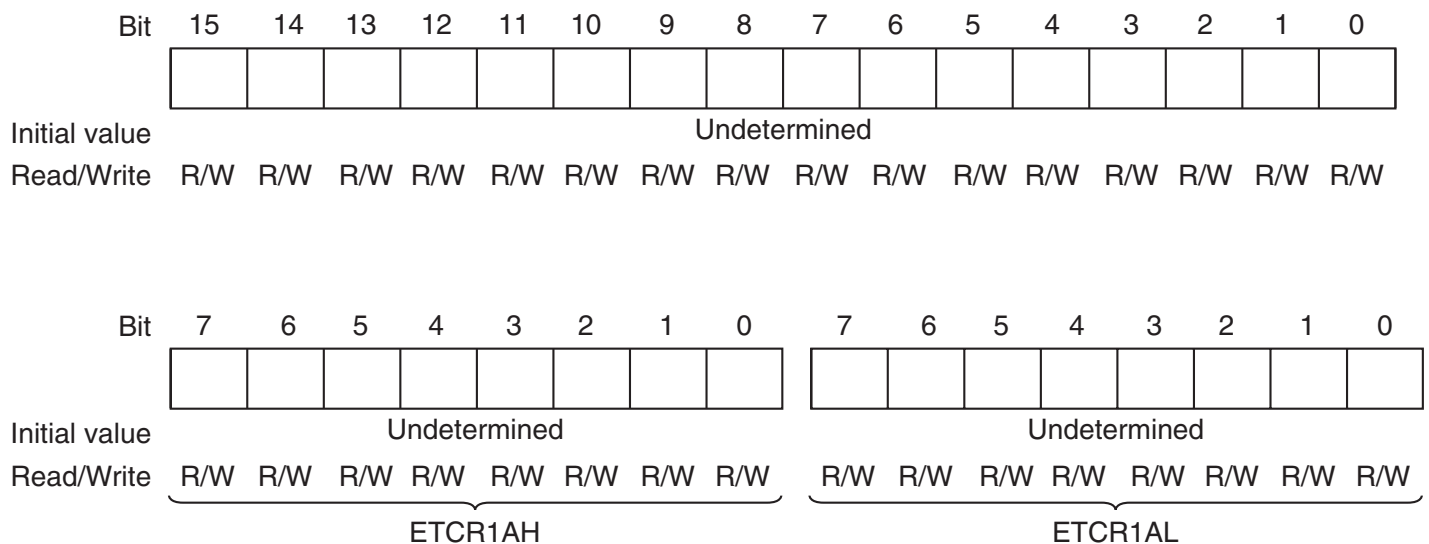 Bit 15 14 13 12 11 10 9 8 7 6 5 4 3 2 1 0
Initial value Undetermined
Read/Write R/W R/W R/W R/W R/W R/W R/W R/W R/W R/W R/W R/W R/W R/W R/W R/W
Bit 7 6 5 4 3 2 1 0 7 6 5 4 3 2 1 0
Initial value Undetermined Undetermined
Read/Write R/W R/W R/W R/W R/W R/W R/W R/W R/W R/W R/W R/W R/W R/W R/W R/W
ETCR1AH ETCR1AL